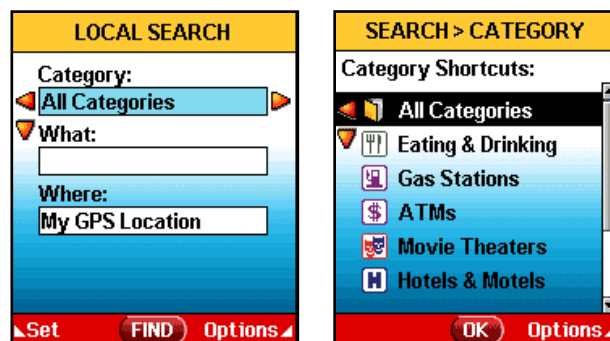 LOCAL SEARCH
Category:
All Categories
What:
Where:
My GPS Location
Set FIND Options
SEARCH > CATEGORY
Category Shortcuts:
All Categories
Eating & Drinking
Gas Stations
$ ATMs
Movie Theaters
H Hotels & Motels
OK Options